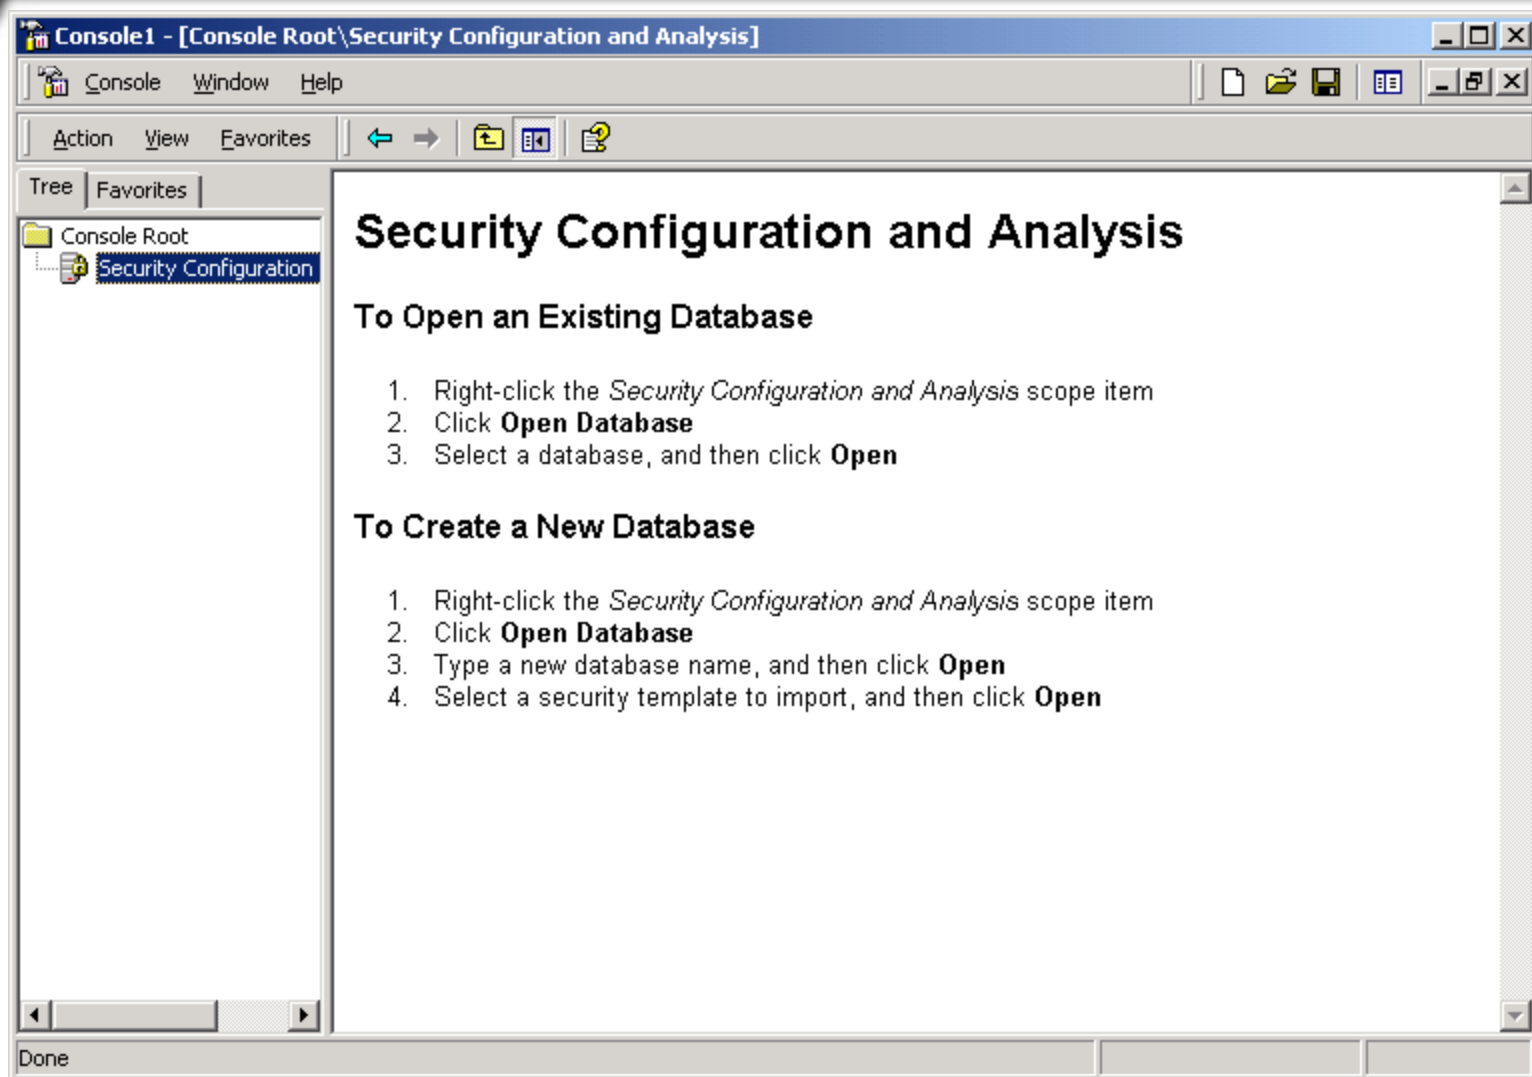 Console1 - [Console Root\Security Configuration and Analysis]
Console Window Help
Action View Favorites
Tree Favorites
Console Root
Security Configuration
Security Configuration and Analysis
To Open an Existing Database
1. Right-click the Security Configuration and Analysis scope item
2. Click Open Database
3. Select a database, and then click Open
To Create a New Database
1. Right-click the Security Configuration and Analysis scope item
2. Click Open Database
3. Type a new database name, and then click Open
4. Select a security template to import, and then click Open
Done